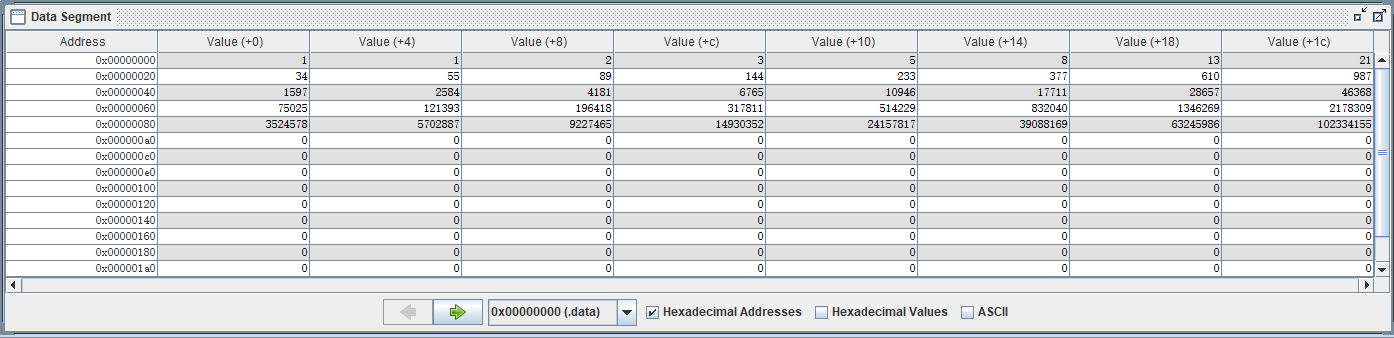 Data Segment
Address Value (+0) Value (+4) Value (+8) Value (+c) Value (+10) Value (+14) Value (+18) Value (+1c)
0x00000000 1 1 2 3 5 8 13 21
0x00000020 34 55 89 144 233 377 610 987
0x00000040 1597 2584 4181 6765 10946 17711 28657 46368
0x00000060 75025 121393 196418 317811 514229 832040 1346269 2178309
0x00000080 3524578 5702887 9227465 14930352 24157817 39088169 63245986 102334155
0x000000a0 0 0 0 0 0 0 0 0
0x000000c0 0 0 0 0 0 0 0 0
0x000000e0 0 0 0 0 0 0 0 0
0x00000100 0 0 0 0 0 0 0 0
0x00000120 0 0 0 0 0 0 0 0
0x00000140 0 0 0 0 0 0 0 0
0x00000160 0 0 0 0 0 0 0 0
0x00000180 0 0 0 0 0 0 0 0
0x000001a0 0 0 0 0 0 0 0 0
0x00000000 (.data) Hexadecimal Addresses Hexadecimal Values ASCII